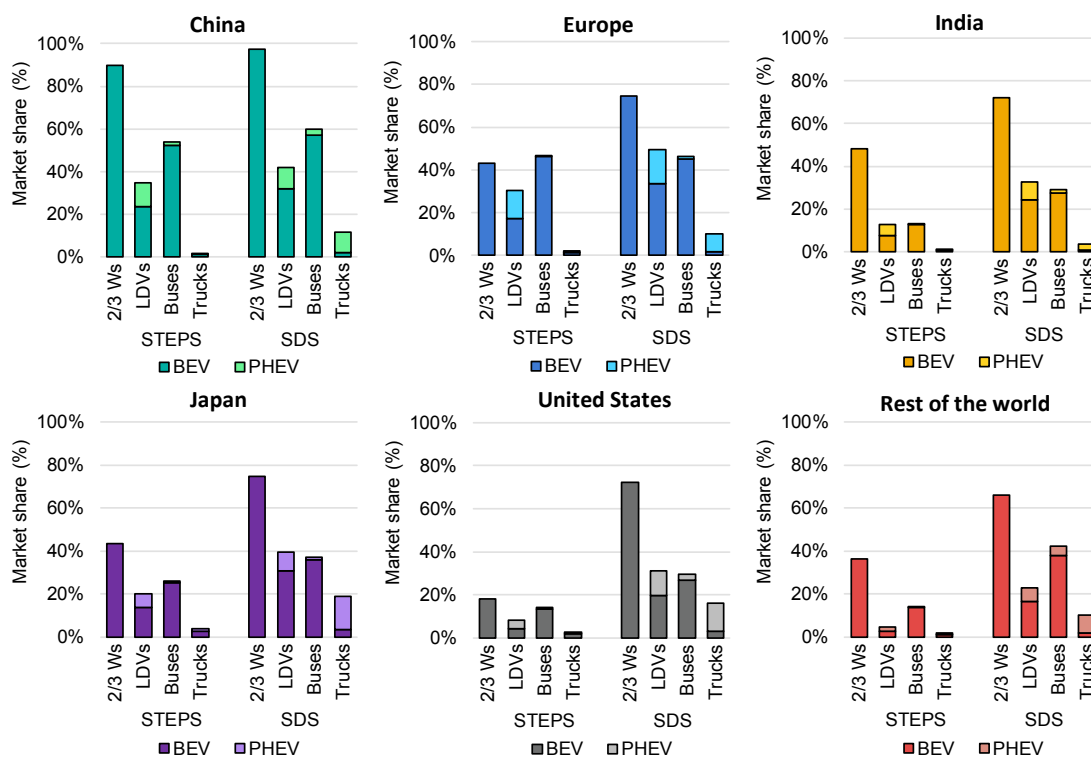 China
Market share (%)
100%
80%
60%
40%
20%
0%
2/3 Ws
LDVs
Buses
Trucks
2/3 Ws
LDVs
Buses
Trucks
STEPS SDS
BEV PHEV
Europe
Market share (%)
100%
80%
60%
40%
20%
0%
2/3 Ws
LDVs
Buses
Trucks
2/3 Ws
LDVs
Buses
Trucks
STEPS SDS
BEV PHEV
India
Market share (%)
100%
80%
60%
40%
20%
0%
2/3 Ws
LDVs
Buses
Trucks
2/3 Ws
LDVs
Buses
Trucks
STEPS SDS
BEV PHEV
Japan
Market share (%)
100%
80%
60%
40%
20%
0%
2/3 Ws
LDVs
Buses
Trucks
2/3 Ws
LDVs
Buses
Trucks
STEPS SDS
BEV PHEV
United States
Market share (%)
100%
80%
60%
40%
20%
0%
2/3 Ws
LDVs
Buses
Trucks
2/3 Ws
LDVs
Buses
Trucks
STEPS SDS
BEV PHEV
Rest of the world
Market share (%)
100%
80%
60%
40%
20%
0%
2/3 Ws
LDVs
Buses
Trucks
2/3 Ws
LDVs
Buses
Trucks
STEPS SDS
BEV PHEV